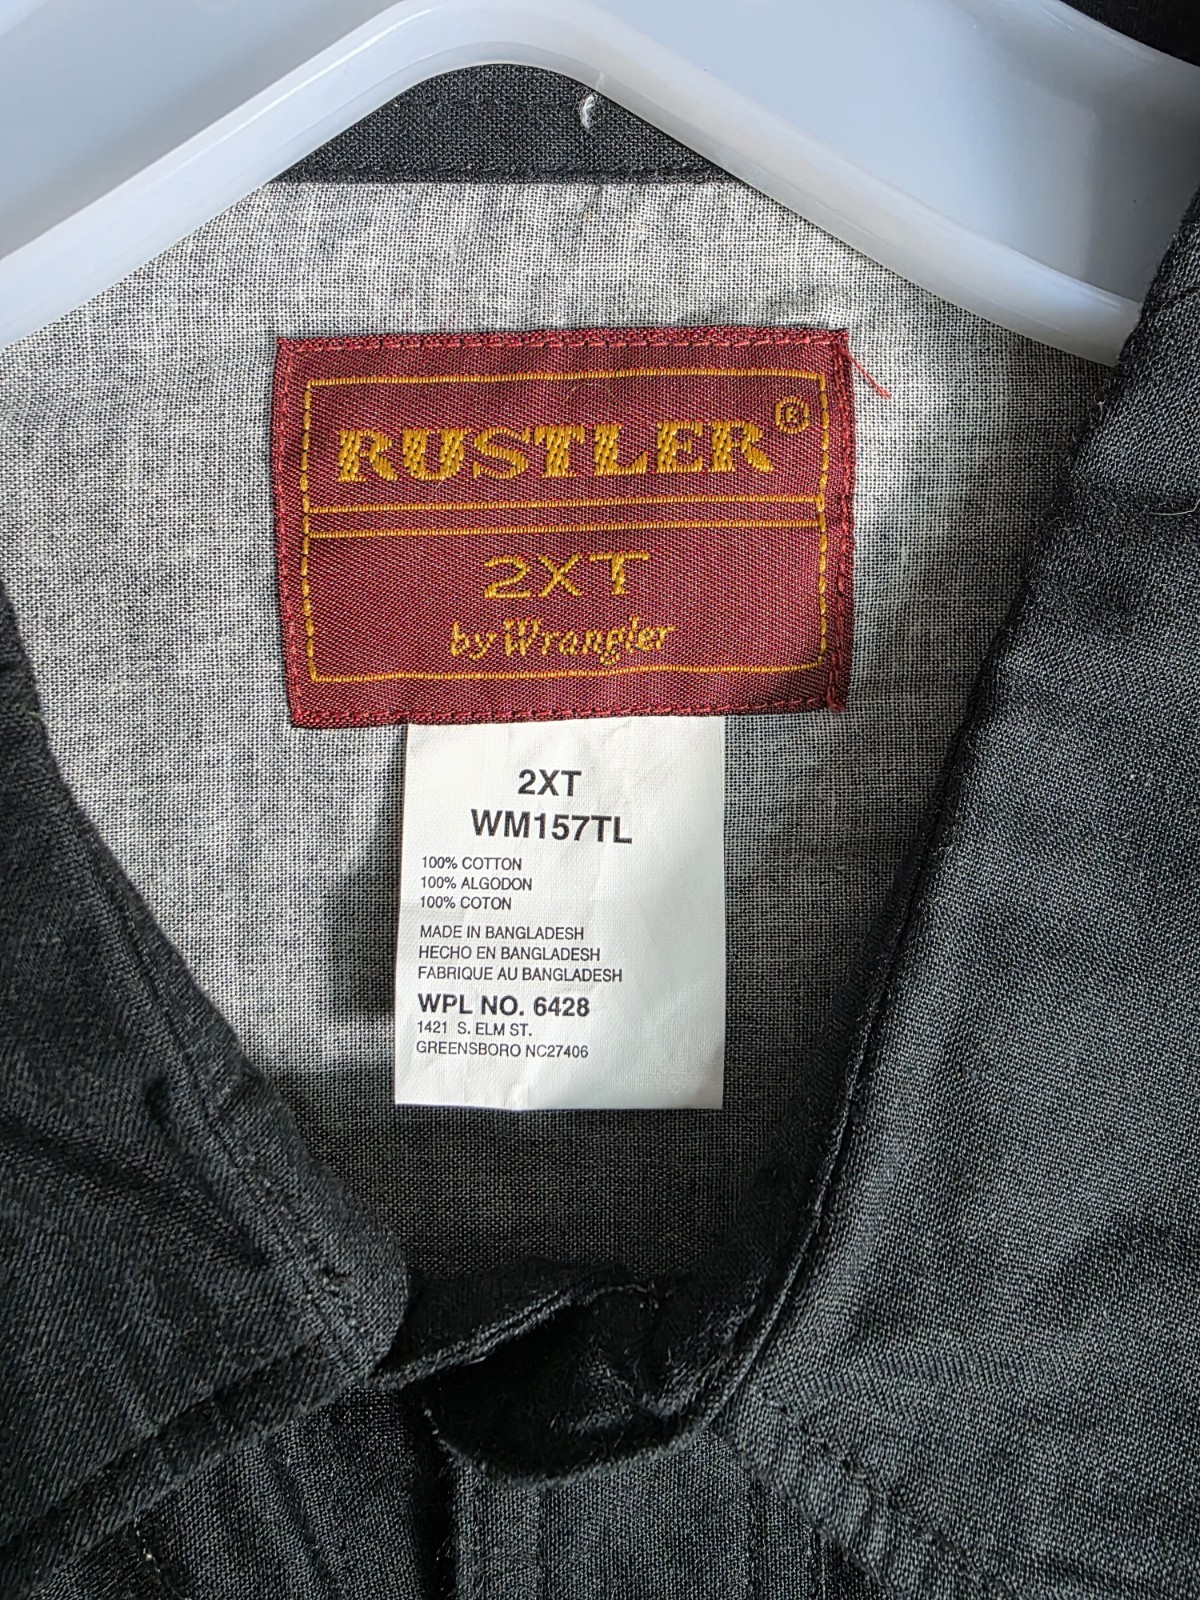 RUSTLER®
2XT
by Wrangler
2XT
WM157TL
100% COTTON
100% ALGODON
100% COTON
MADE IN BANGLADESH
HECHO EN BANGLADESH
FABRIQUE AU BANGLADESH
WPL NO. 6428
1421 S. ELM ST.
GREENSBORO NC27406